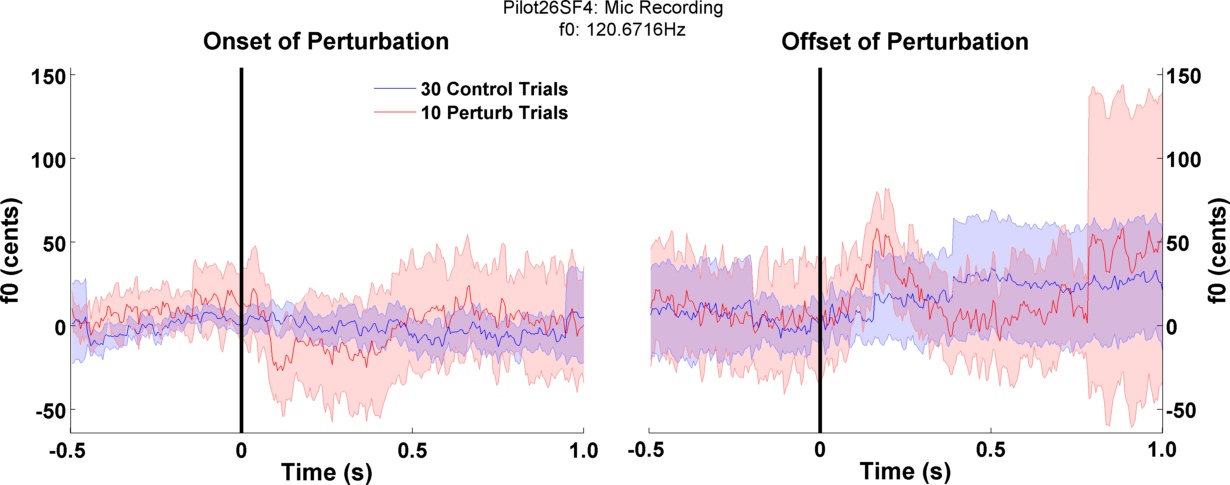 Pilot26SF4: Mic Recording
f0: 120.6716Hz
Onset of Perturbation
Offset of Perturbation
30 Control Trials
10 Perturb Trials
f0 (cents)
150
100
50
0
-50
-0.5
0
0.5
1.0
Time (s)
-0.5
0
0.5
1.0
Time (s)
150
100
50
0
-50
f0 (cents)